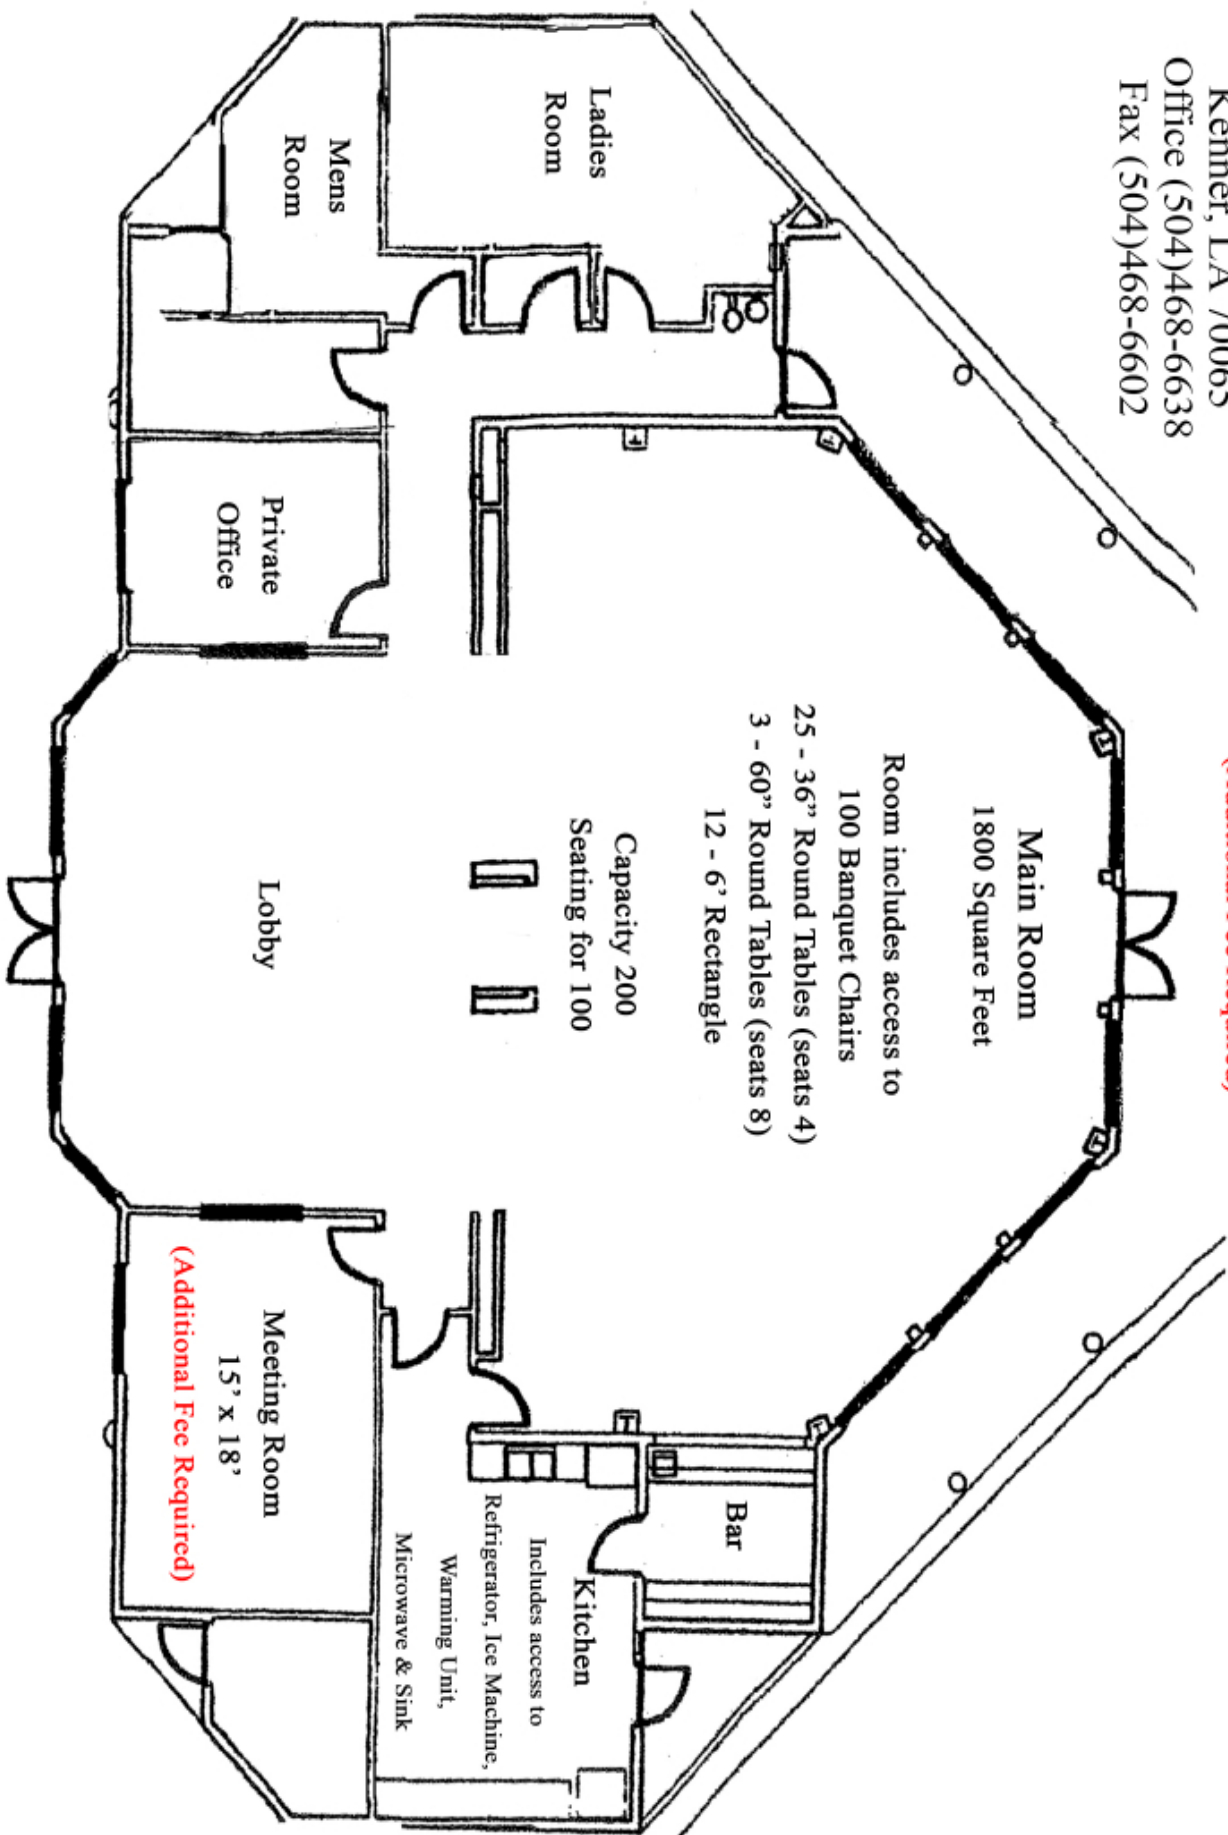 Kenner, LA 70065
Office (504)468-6638
Fax (504)468-6602
(Additional Fee Required)
Ladies
Room
Mens
Room
Private
Office
Main Room
1800 Square Feet
Room includes access to
100 Banquet Chairs
25 - 36” Round Tables (seats 4)
3 - 60” Round Tables (seats 8)
12 - 6’ Rectangle
Capacity 200
Seating for 100
Lobby
Bar
Kitchen
Includes access to
Refrigerator, Ice Machine,
Warming Unit,
Microwave & Sink
Meeting Room
15’ x 18’
(Additional Fee Required)